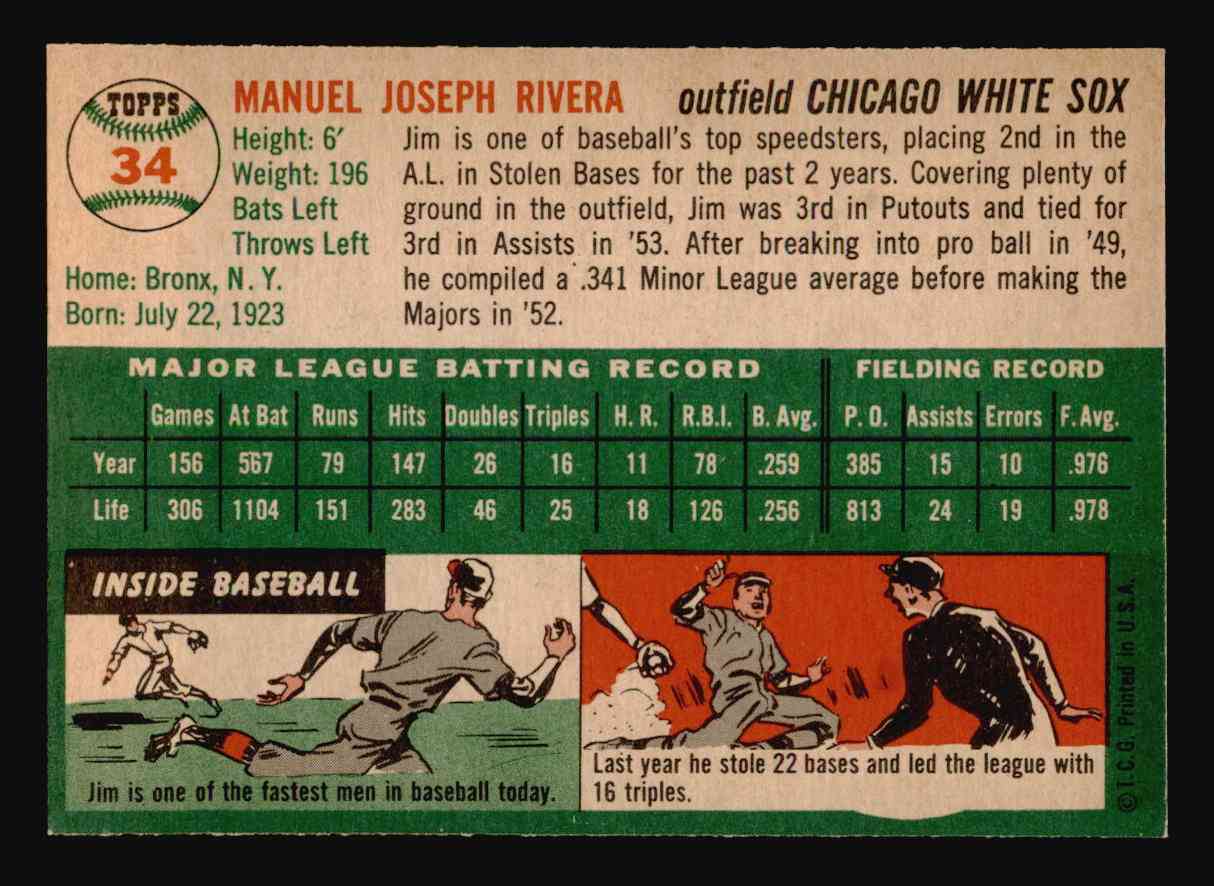 TOPPS
34
MANUEL JOSEPH RIVERA outfield CHICAGO WHITE SOX
Height: 6′
Weight: 196
Bats Left
Throws Left
Home: Bronx, N. Y.
Born: July 22, 1923
Jim is one of baseball's top speedsters, placing 2nd in the
A.L. in Stolen Bases for the past 2 years. Covering plenty of
ground in the outfield, Jim was 3rd in Putouts and tied for
3rd in Assists in '53. After breaking into pro ball in '49,
he compiled a .341 Minor League average before making the
Majors in '52.
MAJOR LEAGUE BATTING RECORD FIELDING RECORD
Games At Bat Runs Hits Doubles Triples H. R. R.B.I. B. Avg. P. O. Assists Errors F. Avg.
Year 156 567 79 147 26 16 11 78 .259 385 15 10 .976
Life 306 1104 151 283 46 25 18 126 .256 813 24 19 .978
INSIDE BASEBALL
Jim is one of the fastest men in baseball today.
Last year he stole 22 bases and led the league with
16 triples.
© T. C. G. Printed in U.S.A.